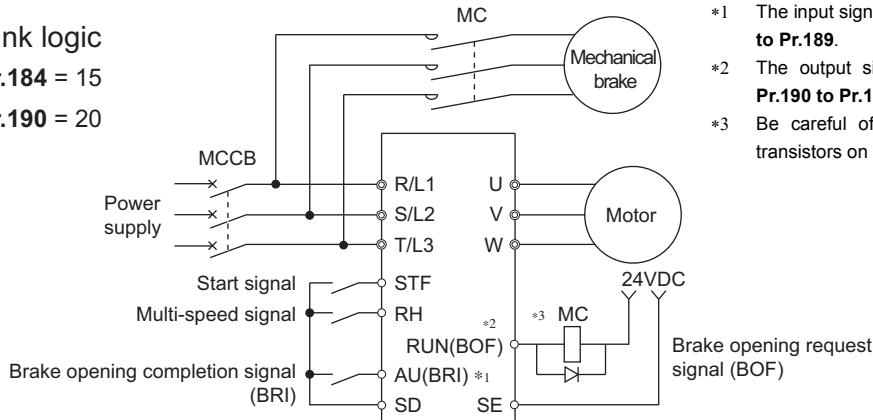 nk logic
r.184 = 15
r.190 = 20
MC
Mechanical
brake
*1 The input sign
to Pr.189.
*2 The output si
Pr.190 to Pr.1
*3 Be careful of
transistors on
MCCB
Power
supply
R/L1
S/L2
T/L3
U
V
W
Motor
Start signal
STF
24VDC
Multi-speed signal
RH
*2
*3 MC
RUN(BOF)
Brake opening request
signal (BOF)
Brake opening completion signal
(BRI)
AU(BRI) *1
SD
SE